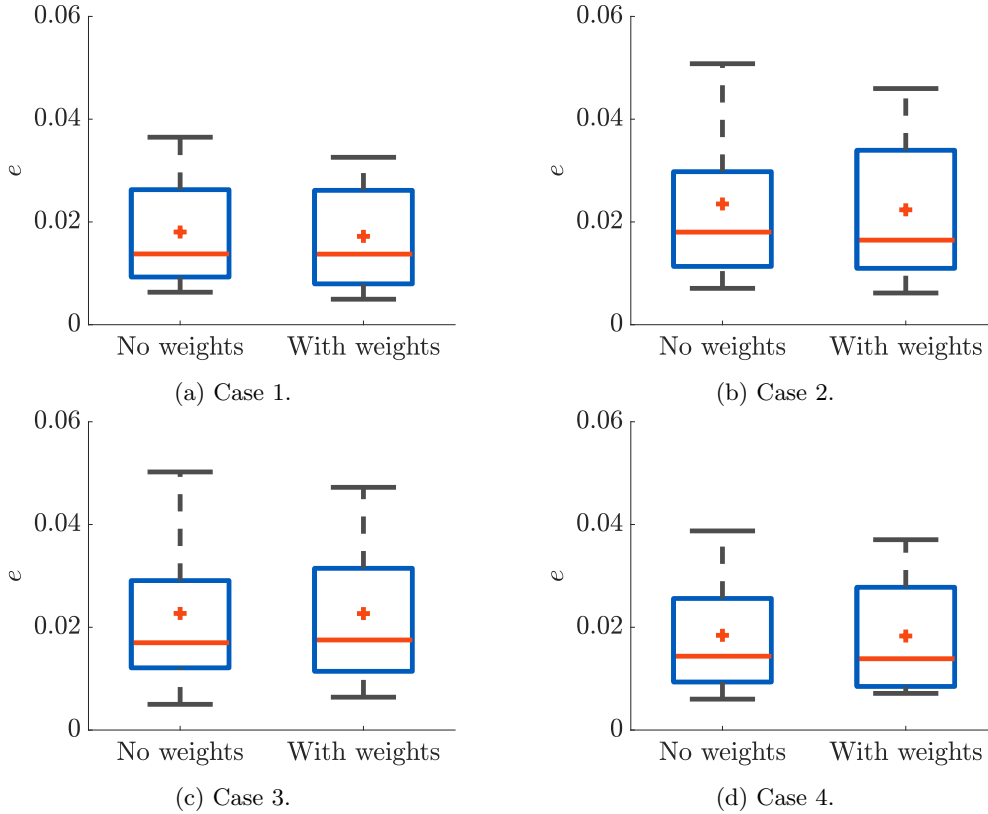 0.06
0.04
0.02
0
e
No weights
With weights
(a) Case 1.
0.06
0.04
0.02
0
e
No weights
With weights
(b) Case 2.
0.06
0.04
0.02
0
e
No weights
With weights
(c) Case 3.
0.06
0.04
0.02
0
e
No weights
With weights
(d) Case 4.